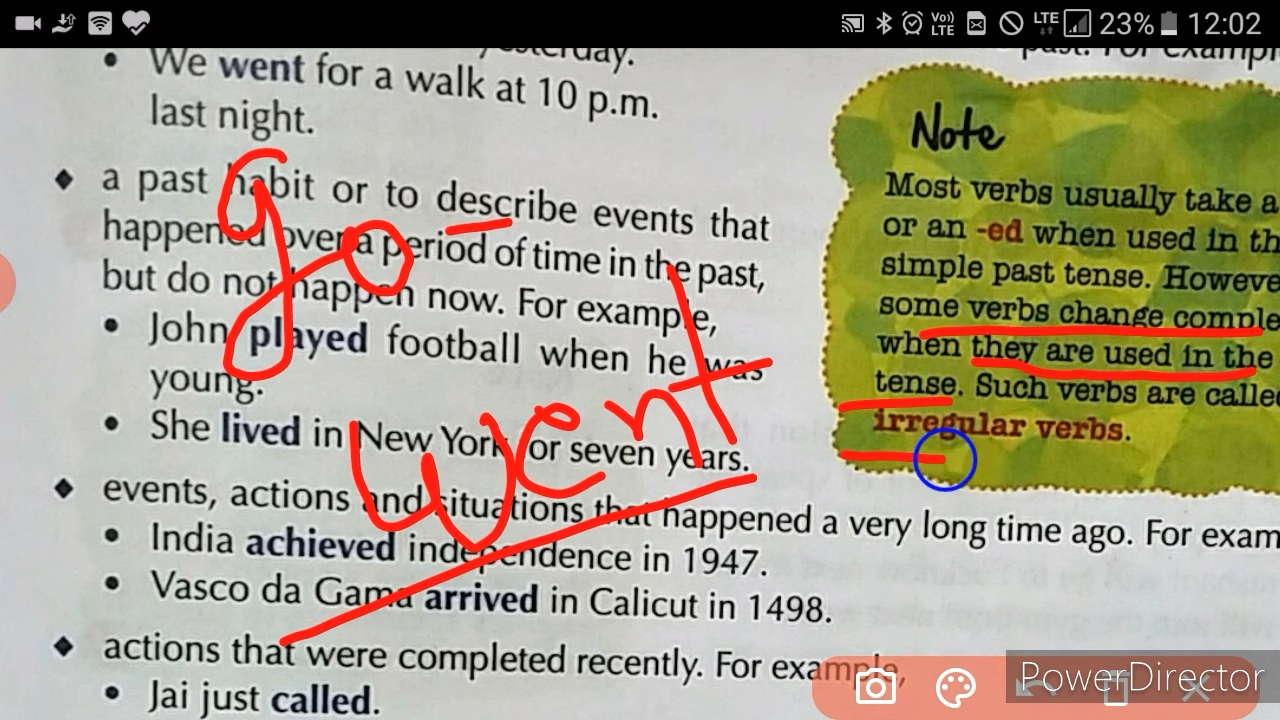 LTE 23% 12:02
yesterday.
• We went for a walk at 10 p.m.
last night.
◆ a past habit or to describe events that
happened over a period of time in the past,
but do not happen now. For example,
• John played football when he was
young.
• She lived in New York for seven years.
◆ events, actions and situations that happened a very long time ago. For exam
• India achieved independence in 1947.
• Vasco da Gama arrived in Calicut in 1498.
◆ actions that were completed recently. For example,
• Jai just called.
past. For exampl
Note
Most verbs usually take a
or an -ed when used in th
simple past tense. Howeve
some verbs change comple
when they are used in the
tense. Such verbs are calle
irregular verbs.
go -
went
PowerDirector